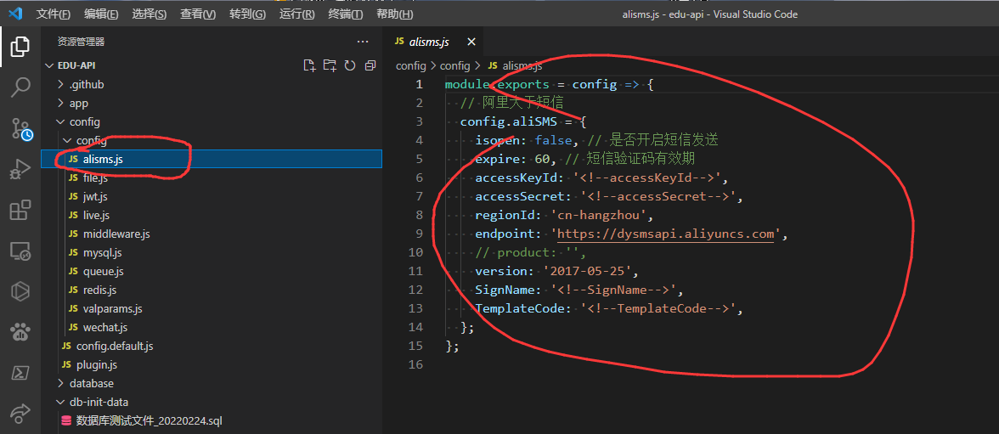 文件(F) 编辑(E) 选择(S) 查看(V) 转到(G) 运行(R) 终端(T) 帮助(H) alisms.js - edu-api - Visual Studio Code
资源管理器 ···
JS alisms.js ×
EDU-API
config > config > JS alisms.js
.github
app
config
config
JS alisms.js
JS file.js
JS jwt.js
JS live.js
JS middleware.js
JS mysql.js
JS queue.js
JS redis.js
JS valparams.js
JS wechat.js
JS config.default.js
JS plugin.js
database
db-init-data
数据库测试文件_20220224.sql
1 module.exports = config => {
2 // 阿里大于短信
3 config.aliSMS = {
4 isopen: false, // 是否开启短信发送
5 expire: 60, // 短信验证码有效期
6 accessKeyId: '<!--accessKeyId-->',
7 accessSecret: '<!--accessSecret-->',
8 regionId: 'cn-hangzhou',
9 endpoint: 'https://dysmsapi.aliyuncs.com',
10 // product: '',
11 version: '2017-05-25',
12 SignName: '<!--SignName-->',
13 TemplateCode: '<!--TemplateCode-->',
14 };
15 };
16